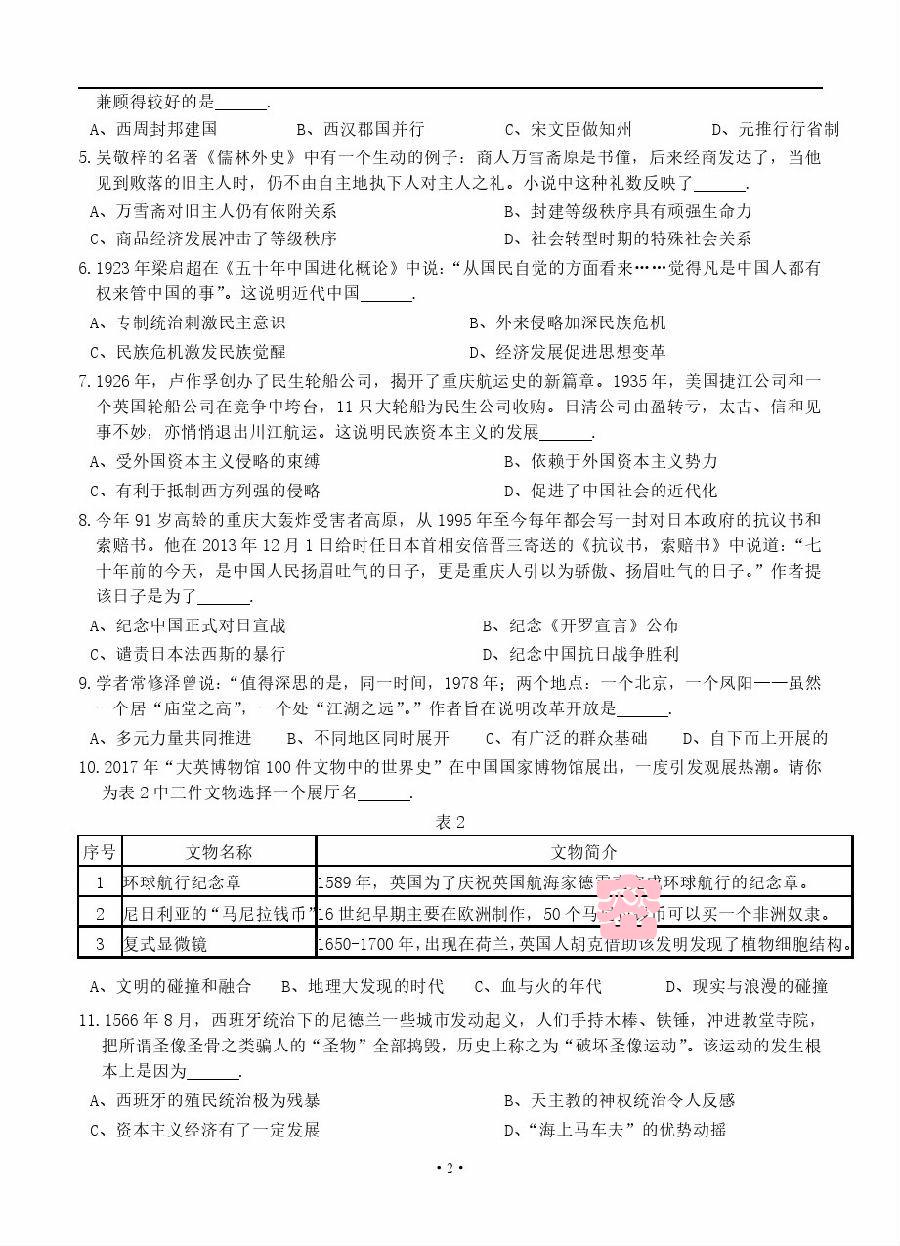 兼顾得较好的是______.
A、西周封邦建国 B、西汉郡国并行 C、宋文臣做知州 D、元推行行省制
5.吴敬梓的名著《儒林外史》中有一个生动的例子：商人万雪斋原是书僮，后来经商发达了，当他
见到败落的旧主人时，仍不由自主地执下人对主人之礼。小说中这种礼数反映了______.
A、万雪斋对旧主人仍有依附关系 B、封建等级秩序具有顽强生命力
C、商品经济发展冲击了等级秩序 D、社会转型时期的特殊社会关系
6.1923年梁启超在《五十年中国进化概论》中说：“从国民自觉的方面看来……觉得凡是中国人都有
权来管中国的事”。这说明近代中国______.
A、专制统治刺激民主意识 B、外来侵略加深民族危机
C、民族危机激发民族觉醒 D、经济发展促进思想变革
7.1926年，卢作孚创办了民生轮船公司，揭开了重庆航运史的新篇章。1935年，美国捷江公司和一
个英国轮船公司在竞争中垮台，11只大轮船为民生公司收购。日清公司由盈转亏，太古、信和见
事不妙，亦悄悄退出川江航运。这说明民族资本主义的发展______.
A、受外国资本主义侵略的束缚 B、依赖于外国资本主义势力
C、有利于抵制西方列强的侵略 D、促进了中国社会的近代化
8.今年91岁高龄的重庆大轰炸受害者高原，从1995年至今每年都会写一封对日本政府的抗议书和
索赔书。他在2013年12月1日给时任日本首相安倍晋三寄送的《抗议书，索赔书》中说道：“七
十年前的今天，是中国人民扬眉吐气的日子，更是重庆人引以为骄傲、扬眉吐气的日子。”作者提
该日子是为了______.
A、纪念中国正式对日宣战 B、纪念《开罗宣言》公布
C、谴责日本法西斯的暴行 D、纪念中国抗日战争胜利
9.学者常修泽曾说：“值得深思的是，同一时间，1978年；两个地点：一个北京，一个凤阳——虽然
一个居“庙堂之高”，一个处“江湖之远”。”作者旨在说明改革开放是______.
A、多元力量共同推进 B、不同地区同时展开 C、有广泛的群众基础 D、自下而上开展的
10.2017年“大英博物馆100件文物中的世界史”在中国国家博物馆展出，一度引发观展热潮。请你
为表2中三件文物选择一个展厅名______.
表2
序号 文物名称 文物简介
1 环球航行纪念章 1589年，英国为了庆祝英国航海家德环球航行的纪念章。
2 尼日利亚的“马尼拉钱币” 16世纪早期主要在欧洲制作，50个马可以买一个非洲奴隶。
3 复式显微镜 1650-1700年,出现在荷兰,英国人胡克借助该发明发现了植物细胞结构。
A、文明的碰撞和融合 B、地理大发现的时代 C、血与火的年代 D、现实与浪漫的碰撞
11.1566年8月，西班牙统治下的尼德兰一些城市发动起义，人们手持木棒、铁锤，冲进教堂寺院，
把所谓圣像圣骨之类骗人的“圣物”全部捣毁，历史上称之为“破坏圣像运动”。该运动的发生根
本上是因为______.
A、西班牙的殖民统治极为残暴 B、天主教的神权统治令人反感
C、资本主义经济有了一定发展 D、“海上马车夫”的优势动摇
·2·